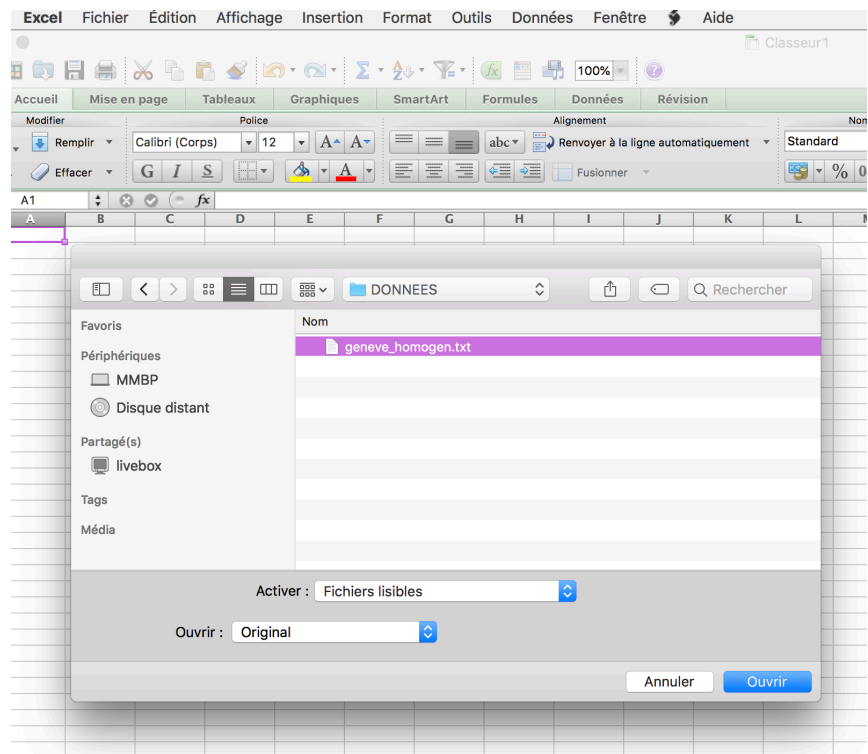 Excel Fichier Édition Affichage Insertion Format Outils Données Fenêtre Aide
Classeur1
100%
Accueil Mise en page Tableaux Graphiques SmartArt Formules Données Révision
Modifier Police Alignement
Remplir Calibri (Corps) 12 A A abc Renvoyer à la ligne automatiquement Standard
Effacer G I S A Fusionner %
A1 fx
A B C D E F G H I J K L
DONNEES Rechercher
Favoris
Nom
geneve_homogen.txt
Périphériques
MMBP
Disque distant
Partagé(s)
livebox
Tags
Média
Activer : Fichiers lisibles
Ouvrir : Original
Annuler Ouvrir